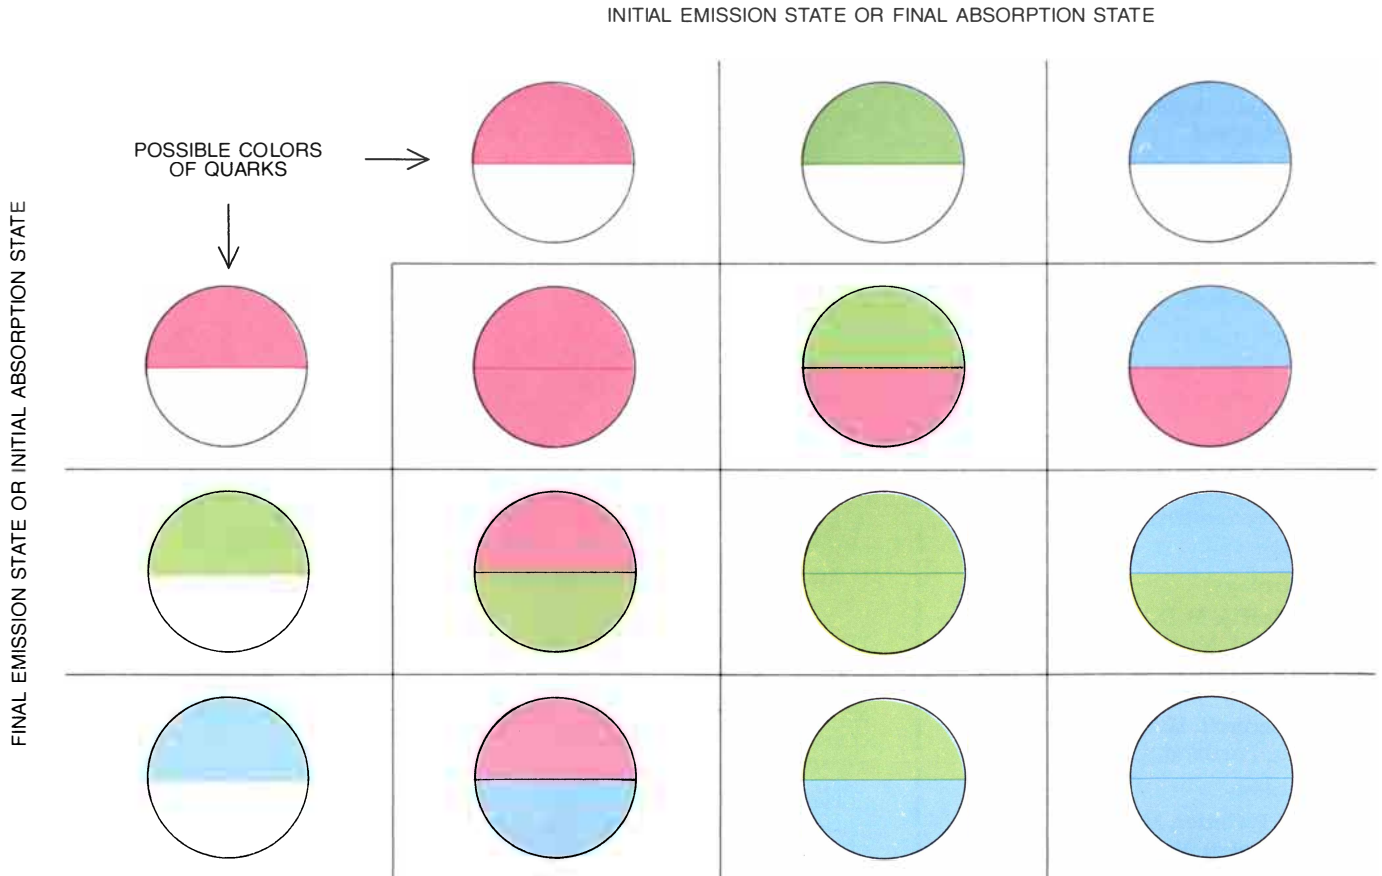 INITIAL EMISSION STATE OR FINAL ABSORPTION STATE
POSSIBLE COLORS
OF QUARKS
FINAL EMISSION STATE OR INITIAL ABSORPTION STATE